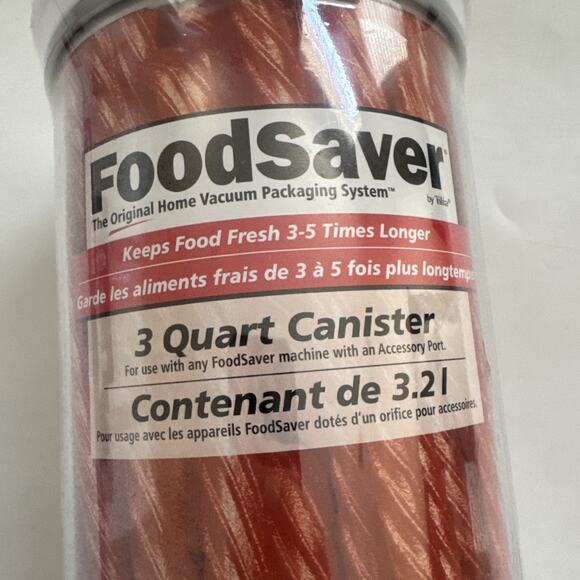 FoodSaver®
The Original Home Vacuum Packaging System™
by Tilia®
Keeps Food Fresh 3-5 Times Longer
Garde les aliments frais de 3 à 5 fois plus longtemps
3 Quart Canister
For use with any FoodSaver machine with an Accessory Port.
Contenant de 3.2 l
Pour usage avec les appareils FoodSaver dotés d'un orifice pour accessoires.